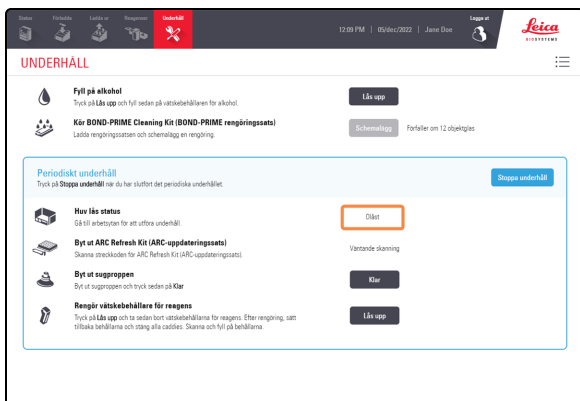 Status Förladda Ladda ur Reagenser Underhåll
12:09 PM | 05/dec/2022 | Jane Doe
Logga ut
Leica
BIOSYSTEMS
UNDERHÅLL
Fyll på alkohol
Tryck på Lås upp och fyll sedan på vätskebehållaren för alkohol.
Lås upp
Kör BOND-PRIME Cleaning Kit (BOND-PRIME rengöringssats)
Ladda rengöringssatsen och schemalägg en rengöring.
Schemalägg
Förfaller om 12 objektglas
Periodiskt underhåll
Tryck på Stoppa underhåll när du har slutfört det periodiska underhållet.
Stoppa underhåll
Huv lås status
Gå till arbetsytan för att utföra underhåll.
Olåst
Byt ut ARC Refresh Kit (ARC-uppdateringssats)
Skanna streckkoden för ARC Refresh Kit (ARC-uppdateringssats).
Väntande skanning
Byt ut sugproppen
Byt ut sugproppen och tryck sedan på Klar
Klar
Rengör vätskebehållare för reagens
Tryck på Lås upp och ta sedan bort vätskebehållarna för reagens. Efter rengöring, sätt
tillbaka behållarna och stäng alla caddies. Skanna och fyll på behållarna.
Lås upp